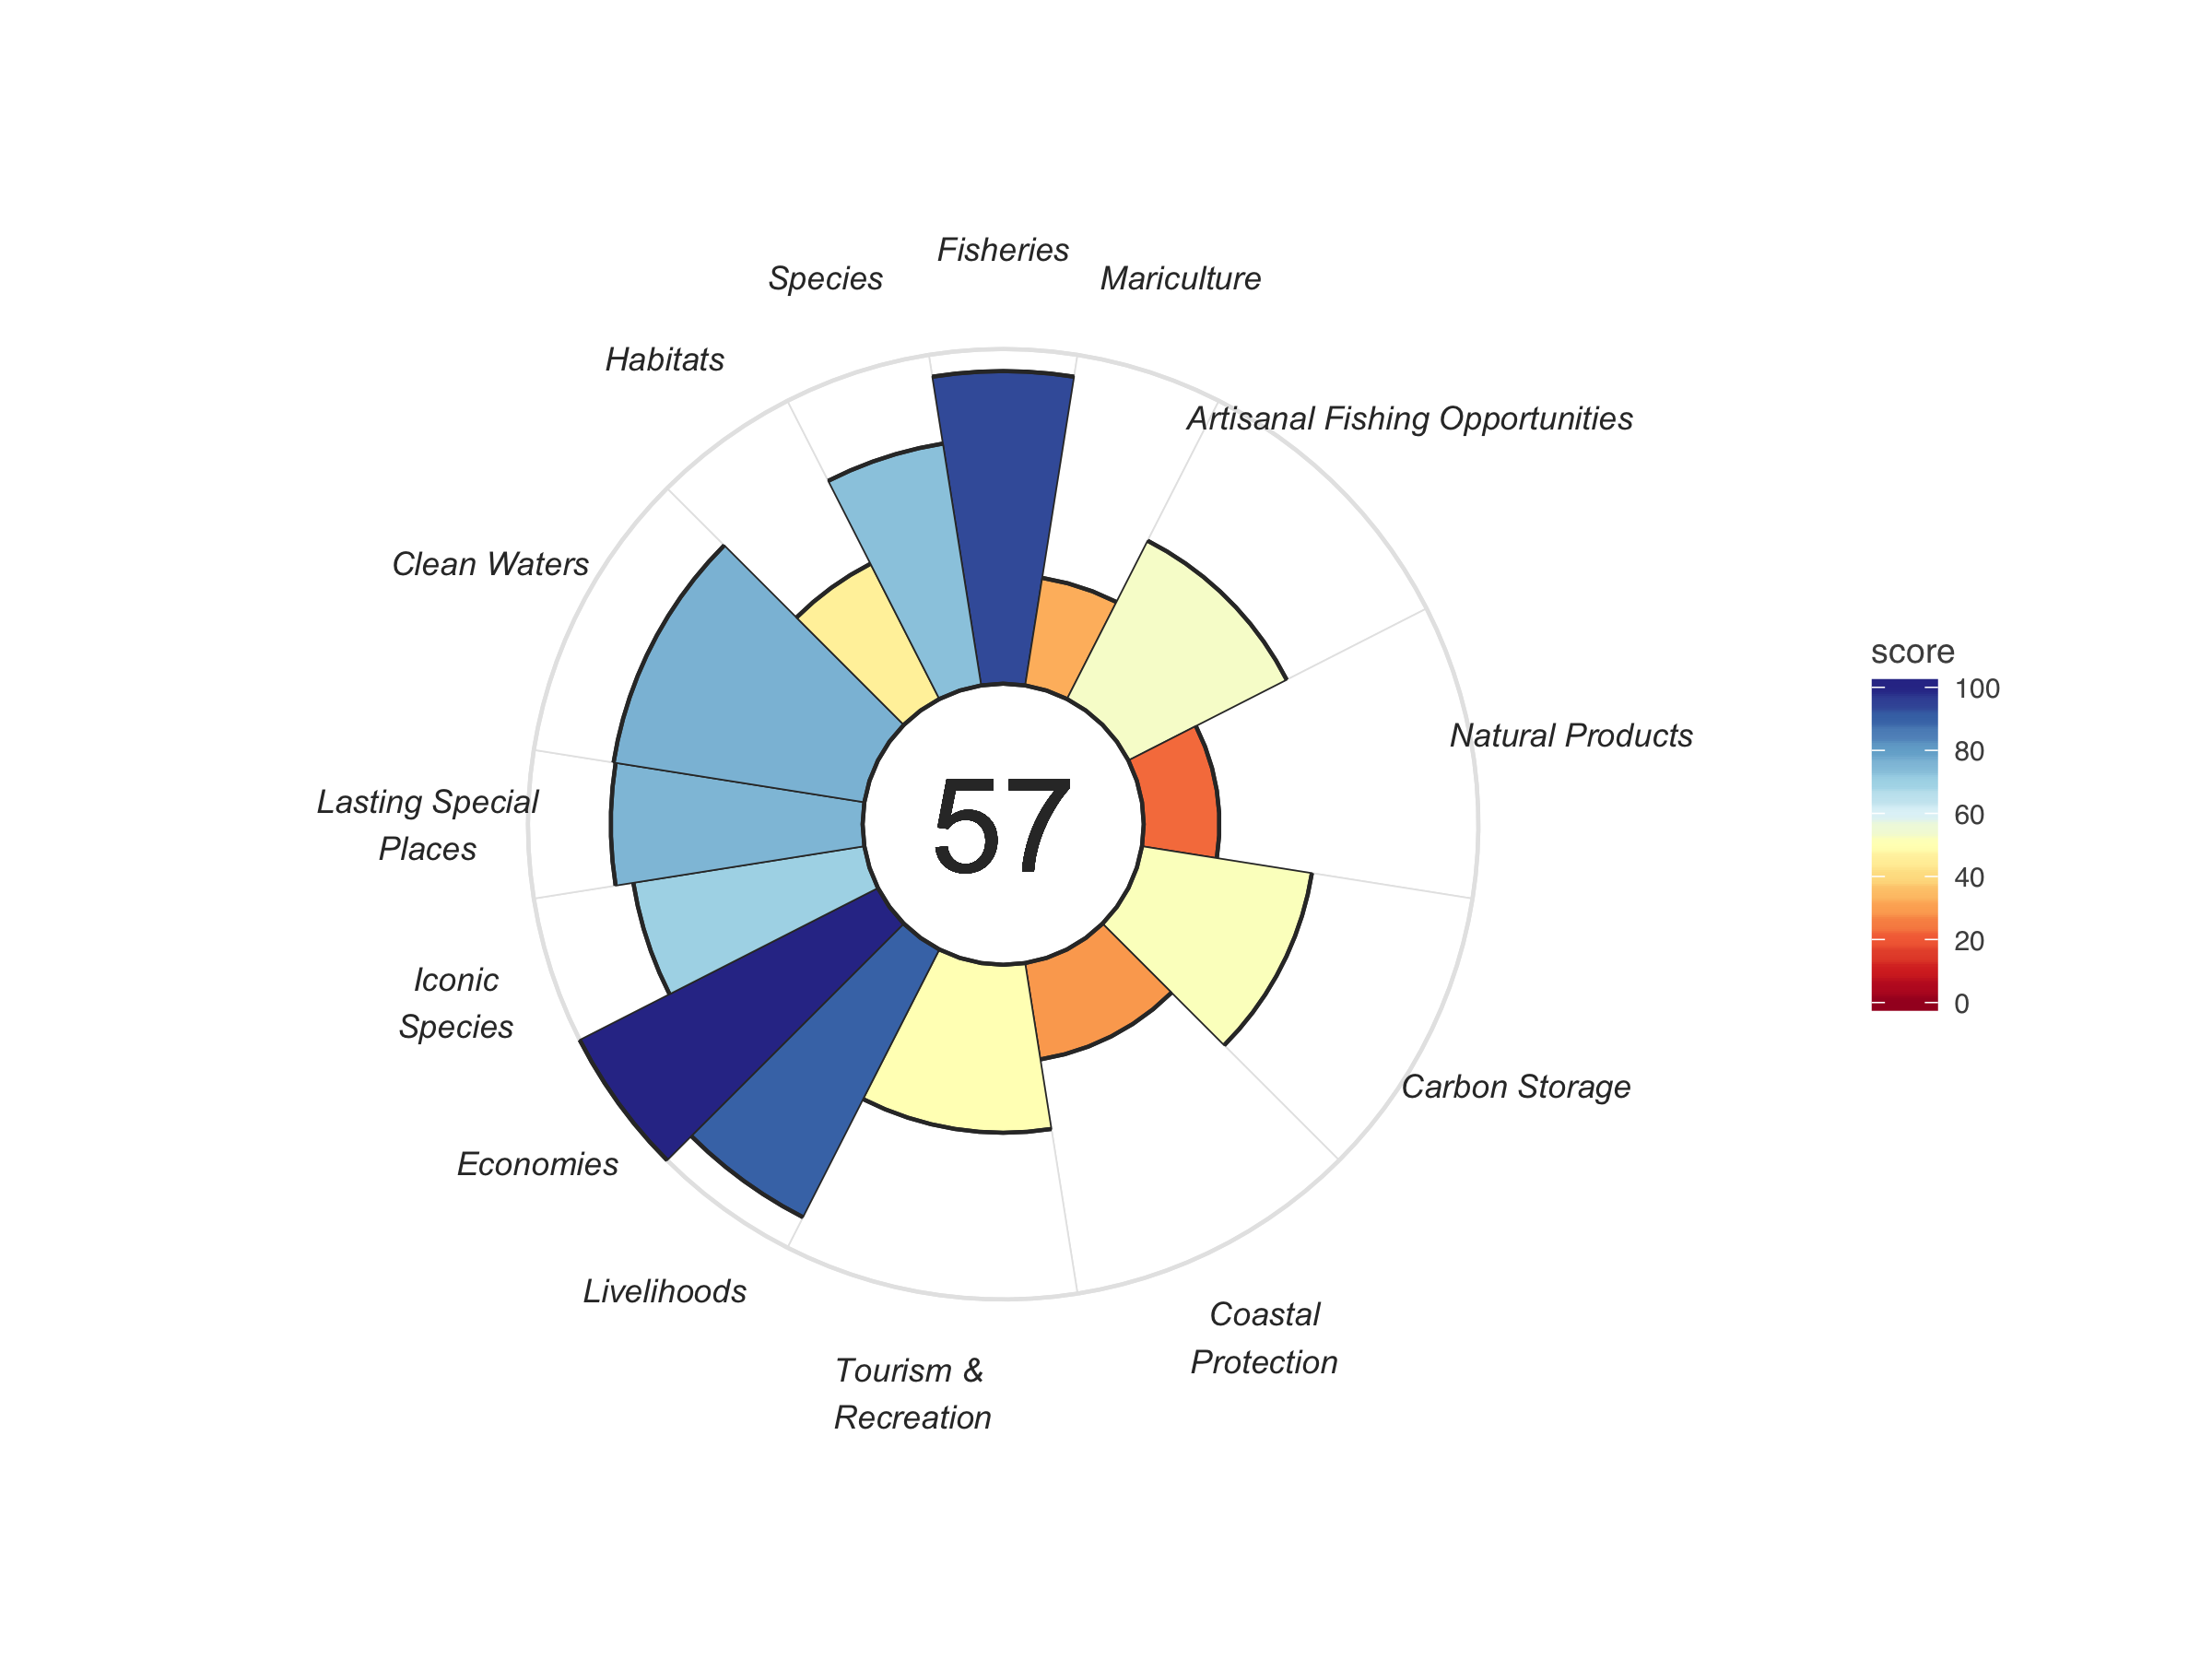 Fisheries
Species
Mariculture
Habitats
Artisanal Fishing Opportunities
Clean Waters
Natural Products
Lasting Special
Places
57
Iconic
Species
Carbon Storage
Economies
Livelihoods
Coastal
Protection
Tourism &
Recreation
score
100
80
60
40
20
0